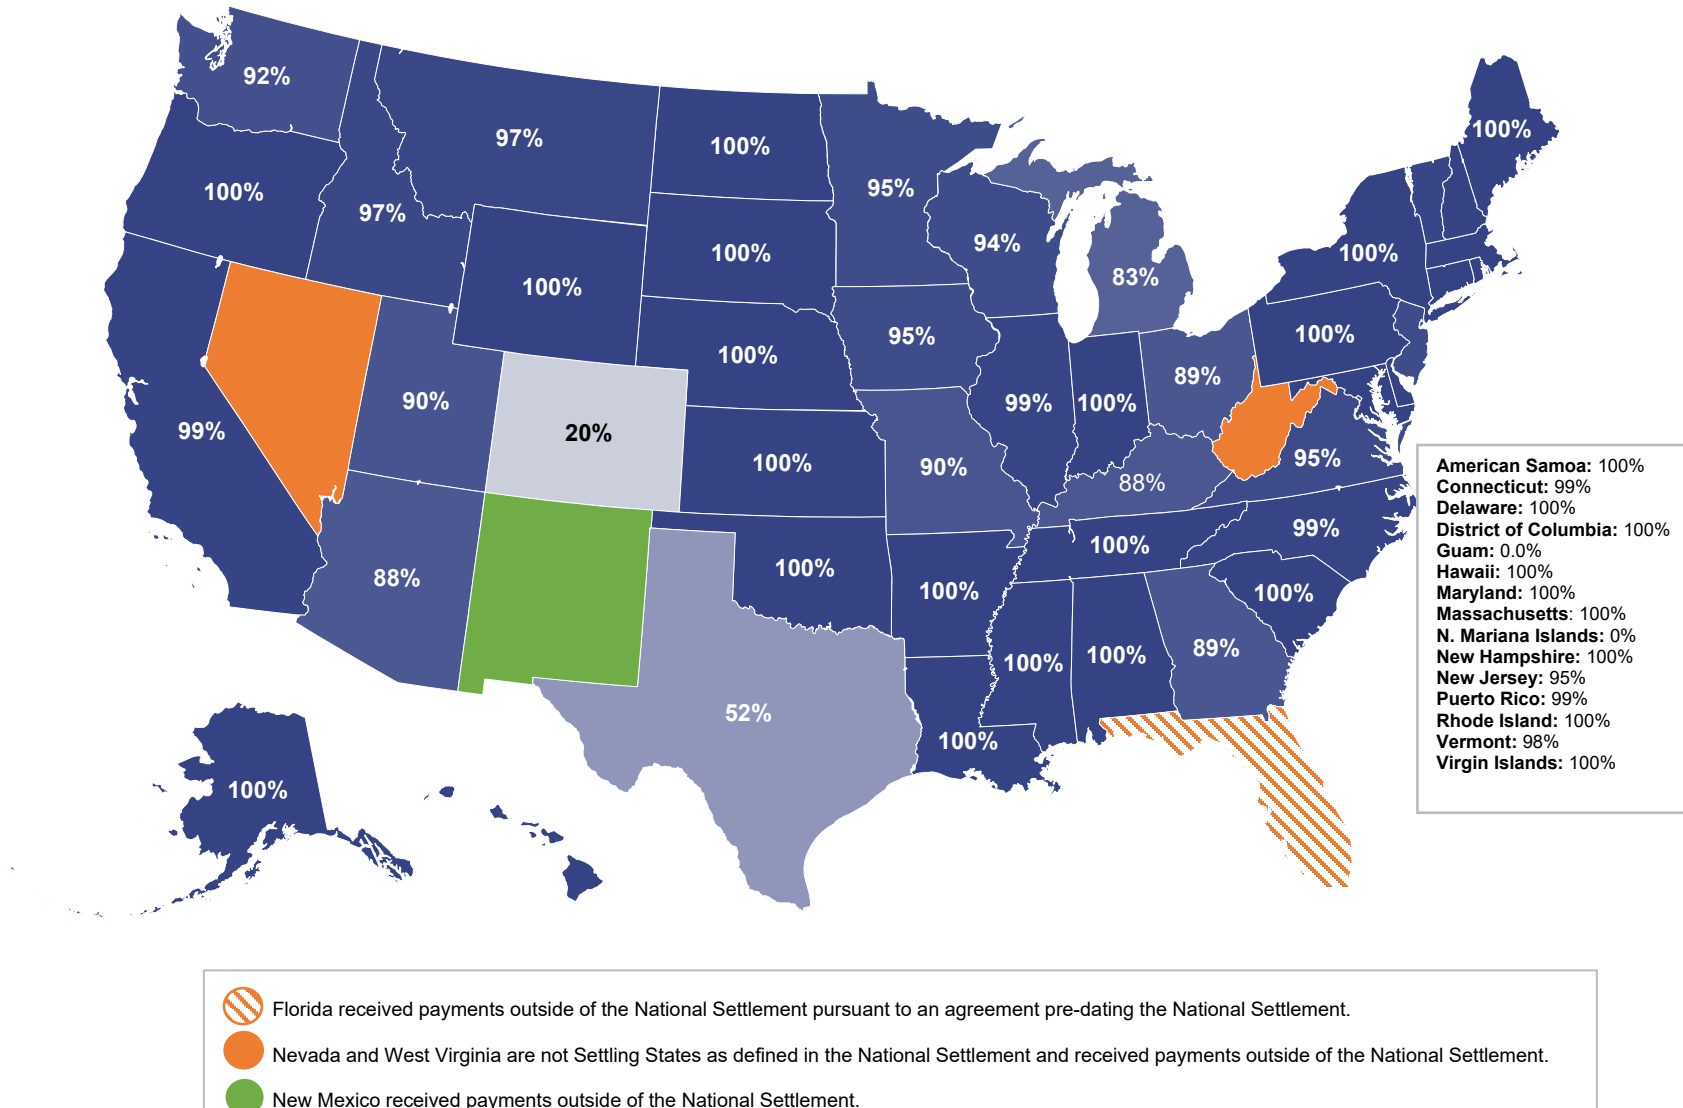 92%
97%
100%
100%
100%
95%
97%
94%
100%
100%
83%
100%
100%
100%
95%
89%
90%
99%
100%
99%
20%
95%
100%
90%
88%
99%
100%
88%
100%
100%
100%
89%
100%
100%
52%
100%
100%
American Samoa: 100%
Connecticut: 99%
Delaware: 100%
District of Columbia: 100%
Guam: 0.0%
Hawaii: 100%
Maryland: 100%
Massachusetts: 100%
N. Mariana Islands: 0%
New Hampshire: 100%
New Jersey: 95%
Puerto Rico: 99%
Rhode Island: 100%
Vermont: 98%
Virgin Islands: 100%
Florida received payments outside of the National Settlement pursuant to an agreement pre-dating the National Settlement.
Nevada and West Virginia are not Settling States as defined in the National Settlement and received payments outside of the National Settlement.
New Mexico received payments outside of the National Settlement.